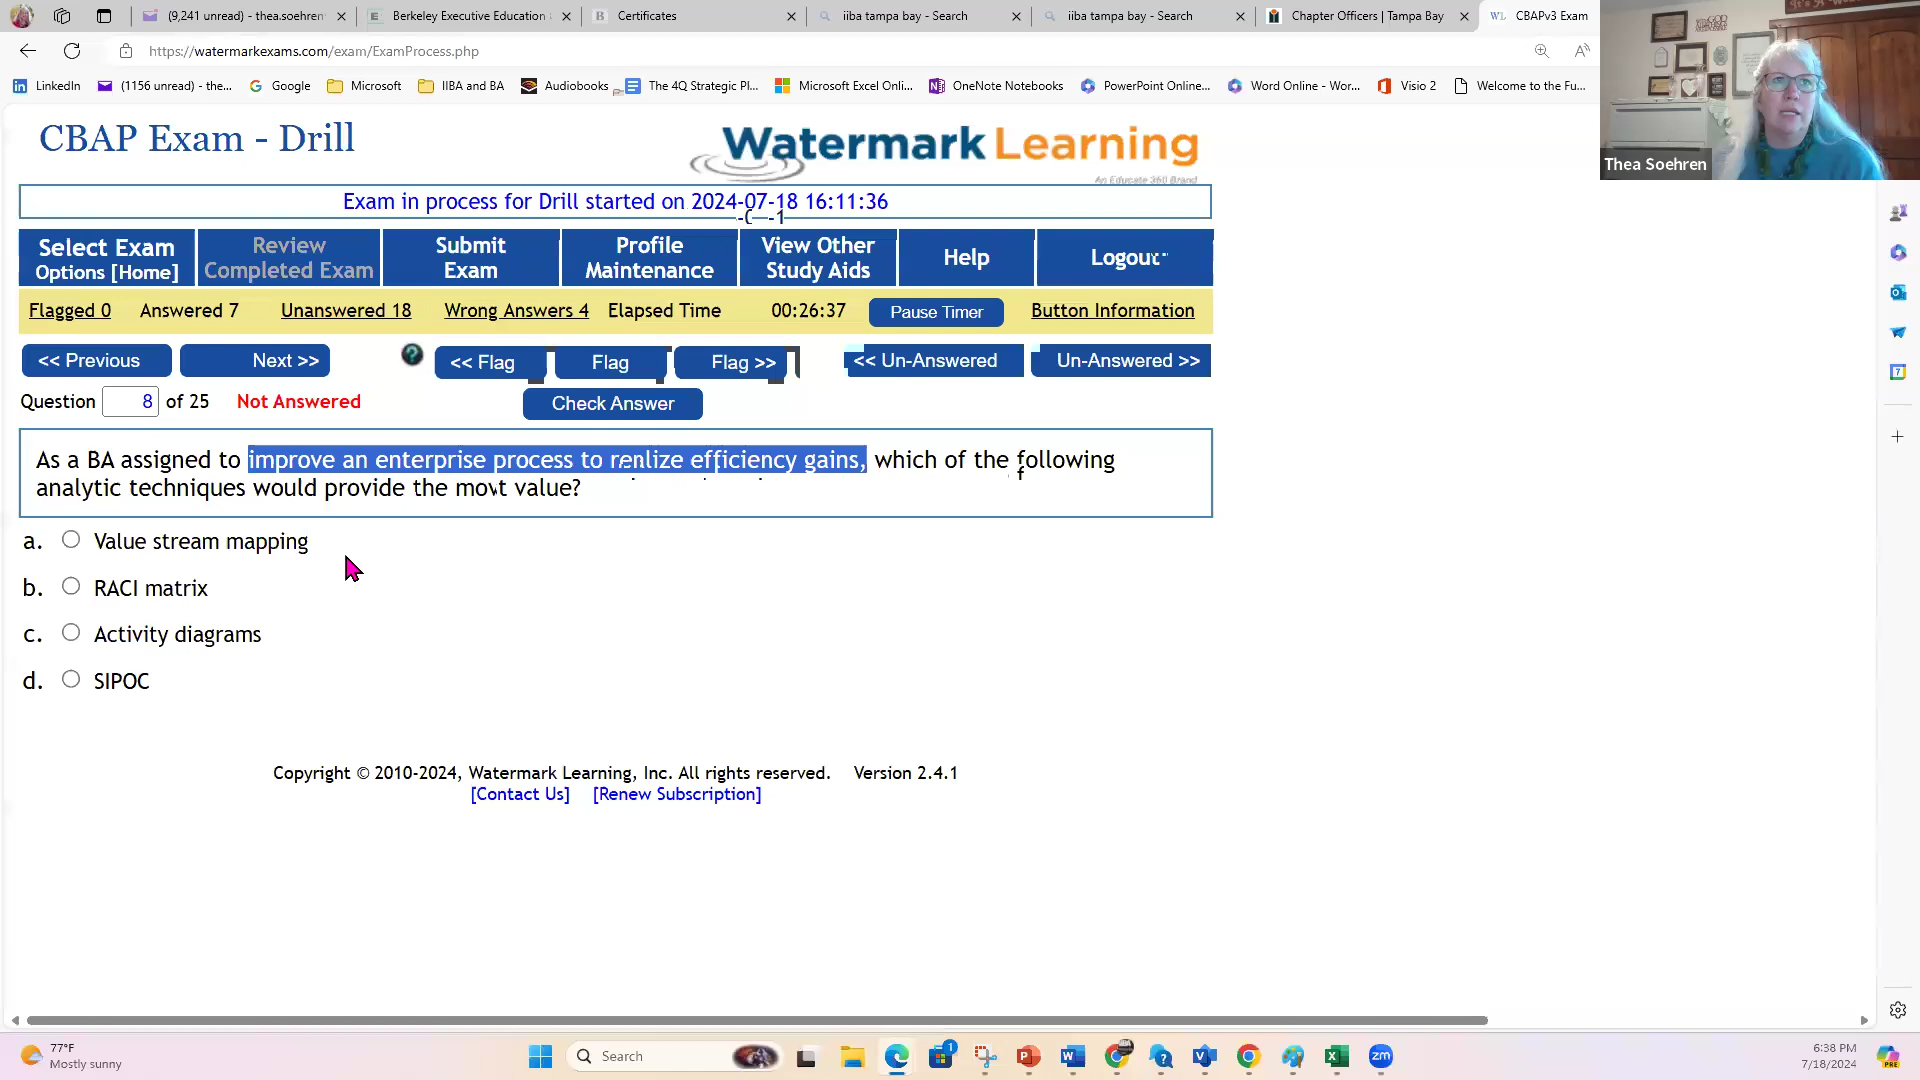 (9,241 unread) - thea.soehren
Berkeley Executive Education
Certificates
iiba tampa bay - Search
iiba tampa bay - Search
Chapter Officers | Tampa Bay
WL CBAPv3 Exam
https://watermarkexams.com/exam/ExamProcess.php
LinkedIn
(1156 unread) - the...
Google
Microsoft
IIBA and BA
Audiobooks
The 4Q Strategic Pl...
Microsoft Excel Onli...
OneNote Notebooks
PowerPoint Online...
Word Online - Wor...
Visio 2
Welcome to the Fu...
Thea Soehren
CBAP Exam - Drill
Watermark Learning
An Educate 360 Brand
Exam in process for Drill started on 2024-07-18 16:11:36
Select Exam
Options [Home]
Review
Completed Exam
Submit
Exam
Profile
Maintenance
View Other
Study Aids
Help
Logout
Flagged 0 Answered 7 Unanswered 18 Wrong Answers 4 Elapsed Time 00:26:37 Pause Timer Button Information
<< Previous Next >> << Flag Flag Flag >> << Un-Answered Un-Answered >>
Question 8 of 25 Not Answered Check Answer
As a BA assigned to improve an enterprise process to realize efficiency gains, which of the following
analytic techniques would provide the most value?
a. Value stream mapping
b. RACI matrix
c. Activity diagrams
d. SIPOC
Copyright © 2010-2024, Watermark Learning, Inc. All rights reserved. Version 2.4.1
[Contact Us] [Renew Subscription]
77°F
Mostly sunny
Search
6:38 PM
7/18/2024